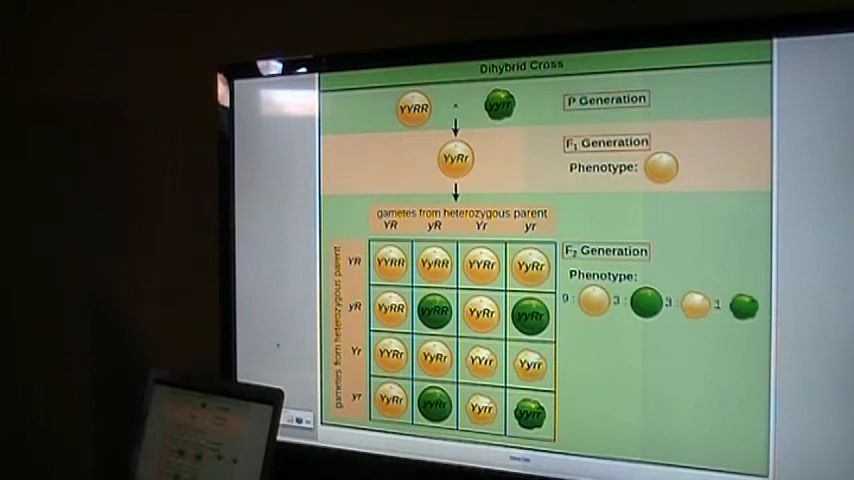 Dihybrid Cross
YYRR × yyrr P Generation
F1 Generation
YyRr Phenotype:
gametes from heterozygous parent
YR yR Yr yr
gametes from heterozygous parent
F2 Generation
YR YYRR YyRR YYRr YyRr
Phenotype:
9 : 3 : 3 : 1
yR YyRR yyRR YyRr yyRr
Yr YYRr YyRr YYrr Yyrr
yr YyRr yyRr Yyrr yyrr